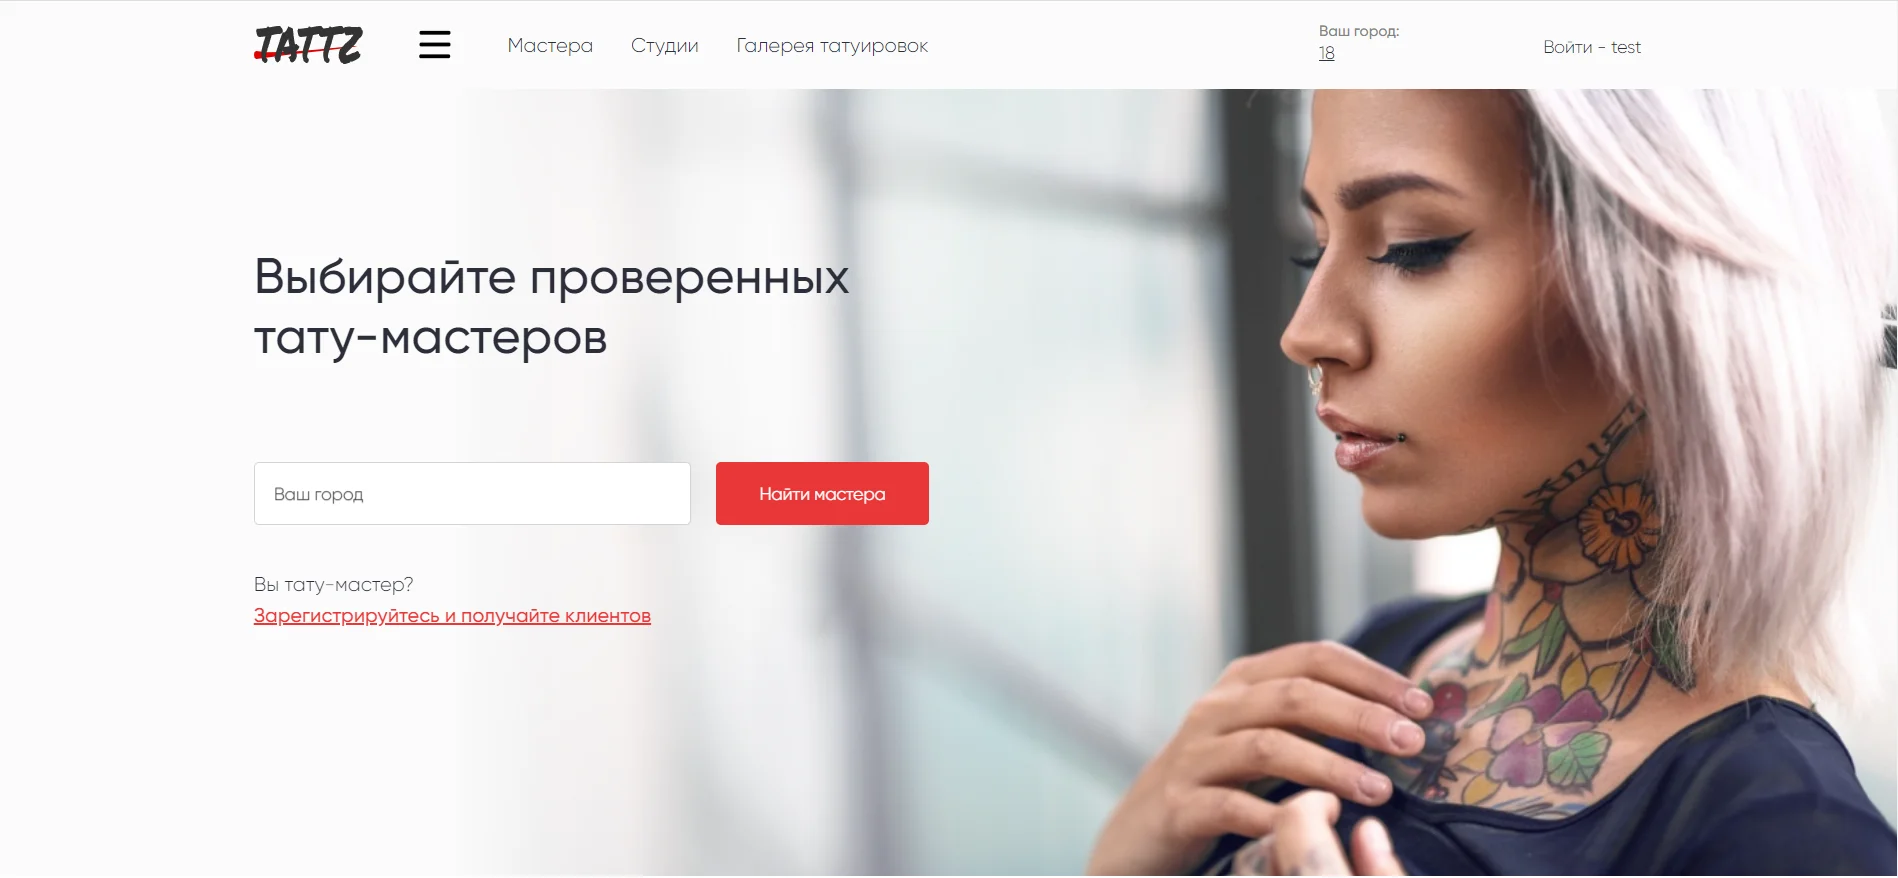 TATTZ
Мастера
Студии
Галерея татуировок
Ваш город:
18
Войти - test
Выбирайте проверенных
тату-мастеров
Ваш город
Найти мастера
Вы тату-мастер?
Зарегистрируйтесь и получайте клиентов